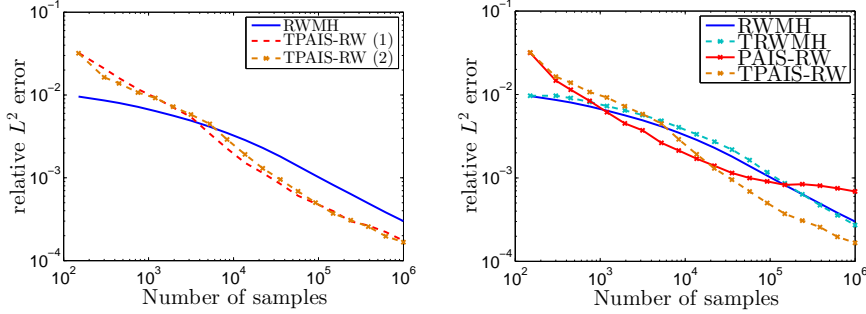 10^{-1}
10^{-2}
10^{-3}
10^{-4}
relative L^2 error
10^2
10^3
10^4
10^5
10^6
Number of samples
RWMH
TPAIS-RW (1)
TPAIS-RW (2)
10^{-1}
10^{-2}
10^{-3}
10^{-4}
relative L^2 error
10^2
10^3
10^4
10^5
10^6
Number of samples
RWMH
TRWMH
PAIS-RW
TPAIS-RW